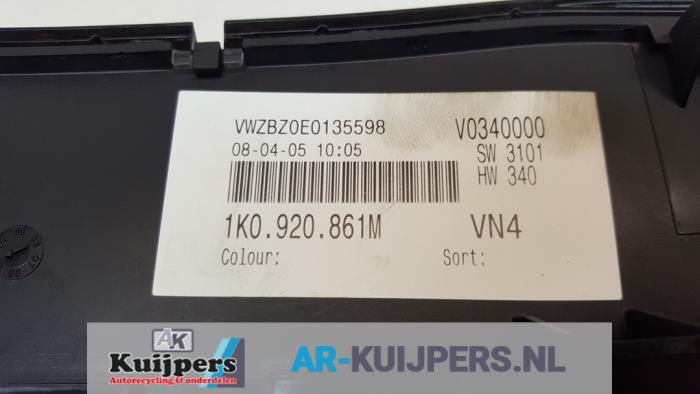 VWZBZ0E0135598
V0340000
08-04-05 10:05
SW 3101
HW 340
1K0.920.861M
VN4
Colour:
Sort:
AK
Kuijpers
Autorecycling & onderdelen
AR-KUIJPERS.NL